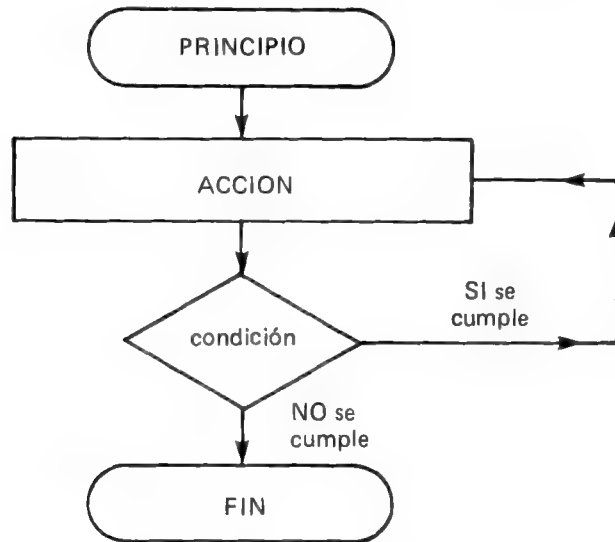 PRINCIPIO
ACCION
condición
SI se
cumple
NO se
cumple
FIN